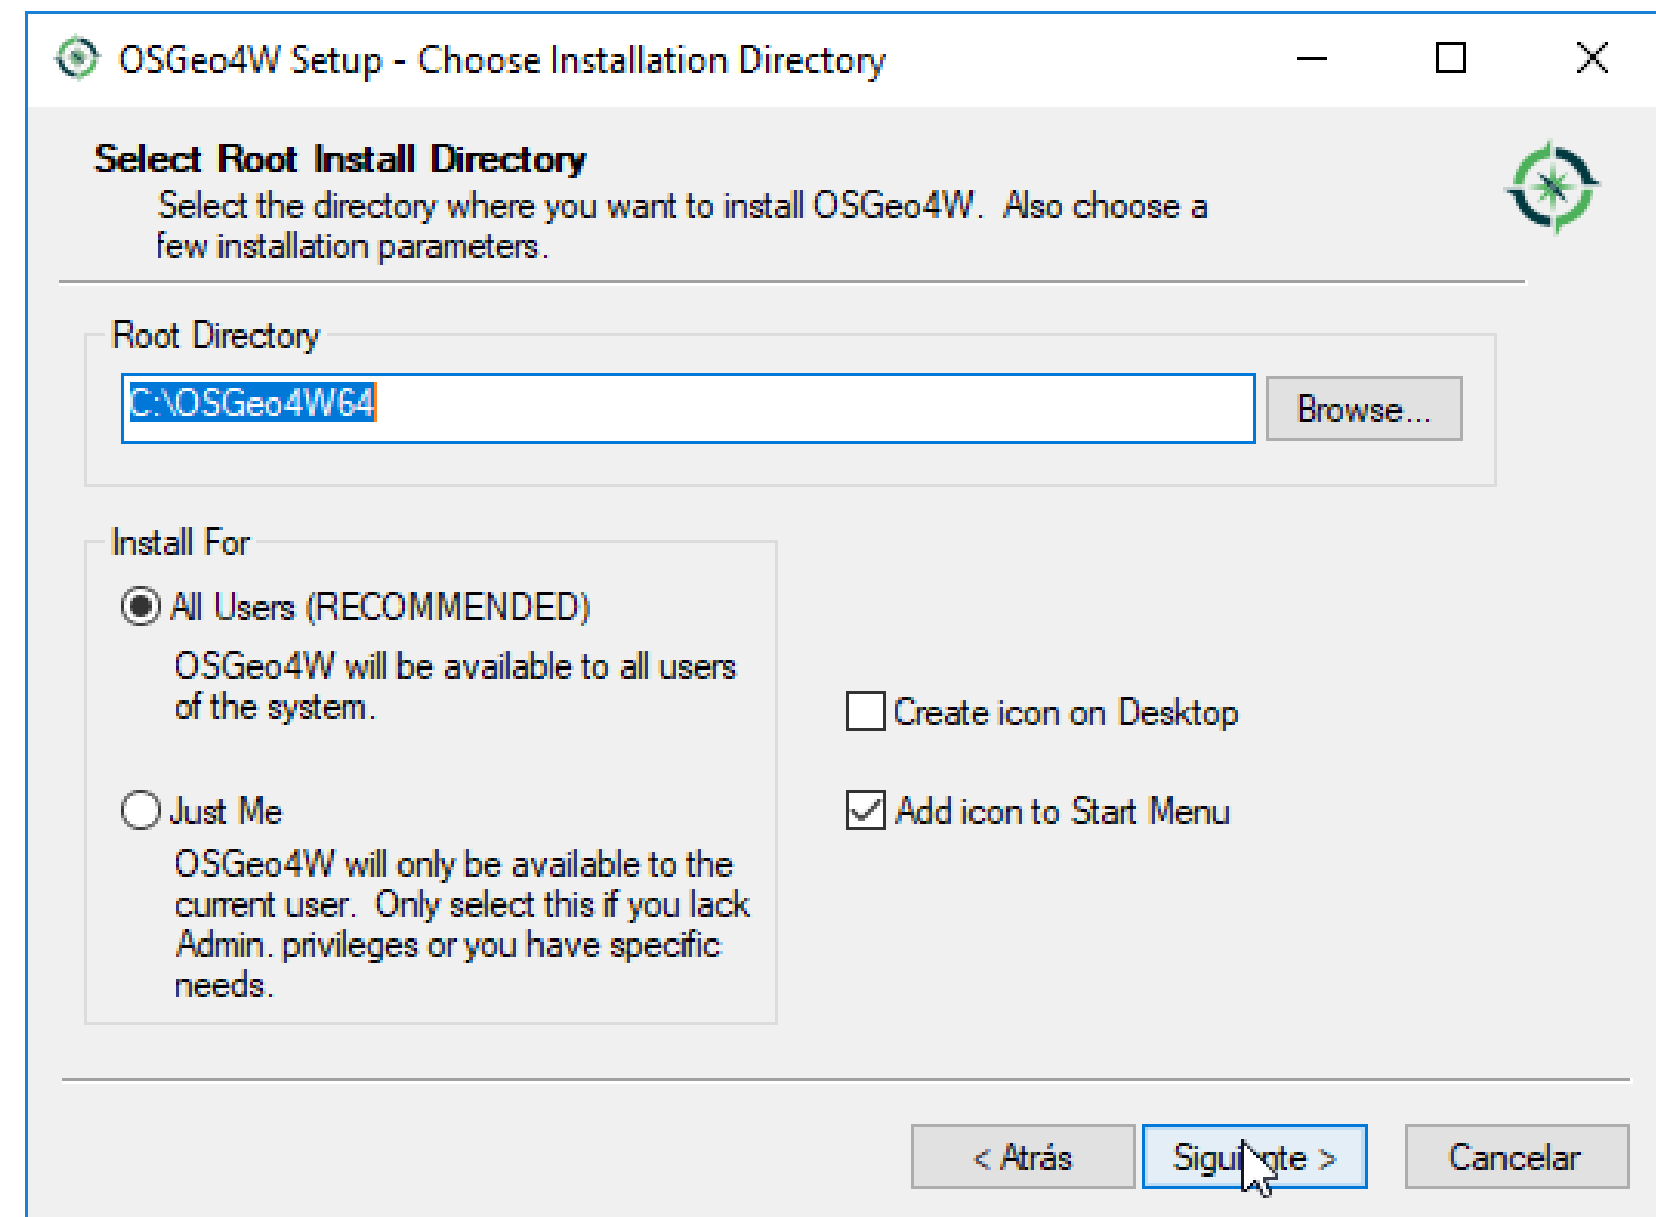 OSGeo4W Setup - Choose Installation Directory
Select Root Install Directory
Select the directory where you want to install OSGeo4W. Also choose a
few installation parameters.
Root Directory
C:\OSGeo4W64
Browse...
Install For
All Users (RECOMMENDED)
OSGeo4W will be available to all users
of the system.
Create icon on Desktop
Just Me
Add icon to Start Menu
OSGeo4W will only be available to the
current user. Only select this if you lack
Admin. privileges or you have specific
needs.
< Atrás
Siguiente >
Cancelar